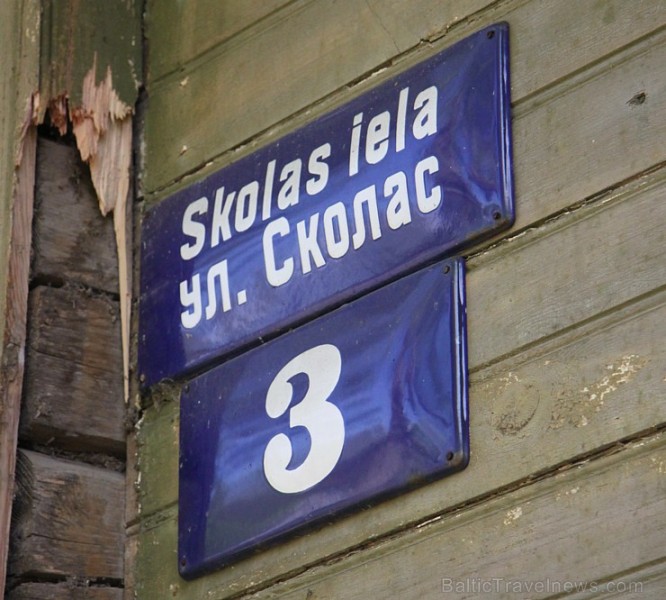 Skolas iela
ул. Сколас
3
BalticTravelnews.com